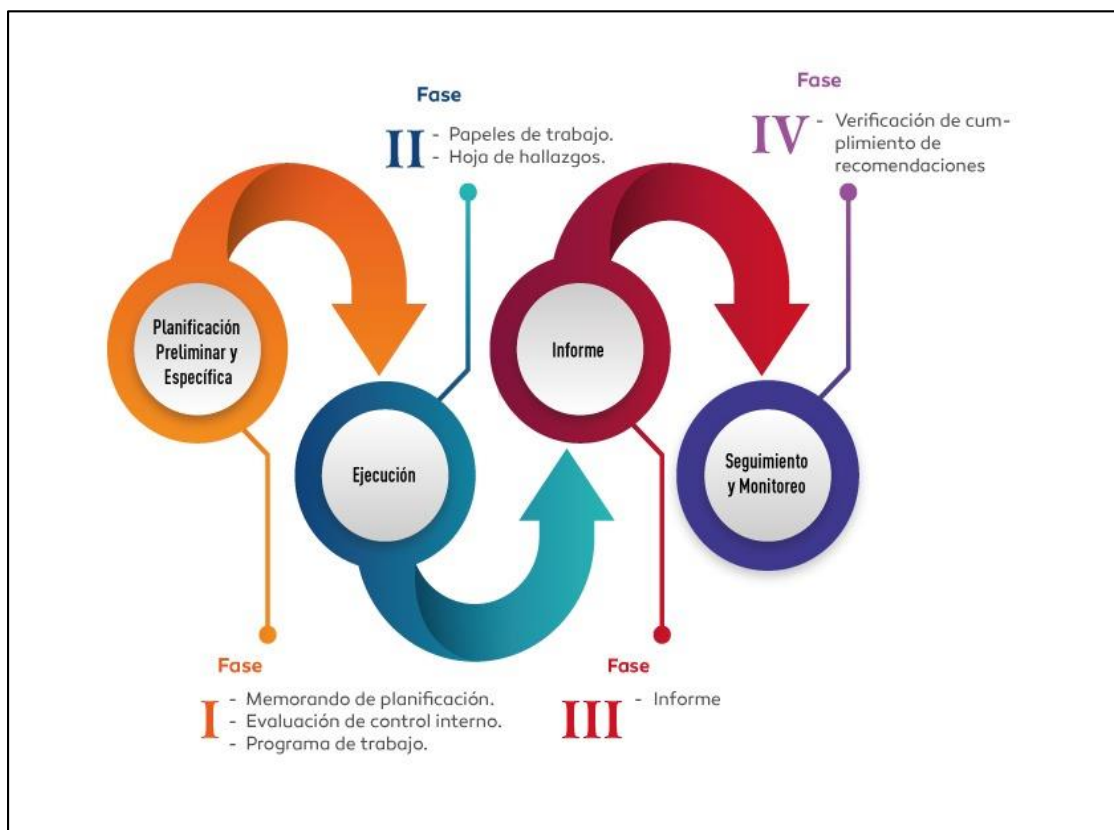 Fase
I
- Memorando de planificación.
- Evaluación de control interno.
- Programa de trabajo.
Planificación
Preliminar y
Específica
Fase
II
- Papeles de trabajo.
- Hoja de hallazgos.
Ejecución
Fase
III
- Informe
Informe
Fase
IV
- Verificación de cum-
plimiento de
recomendaciones
Seguimiento
y Monitoreo